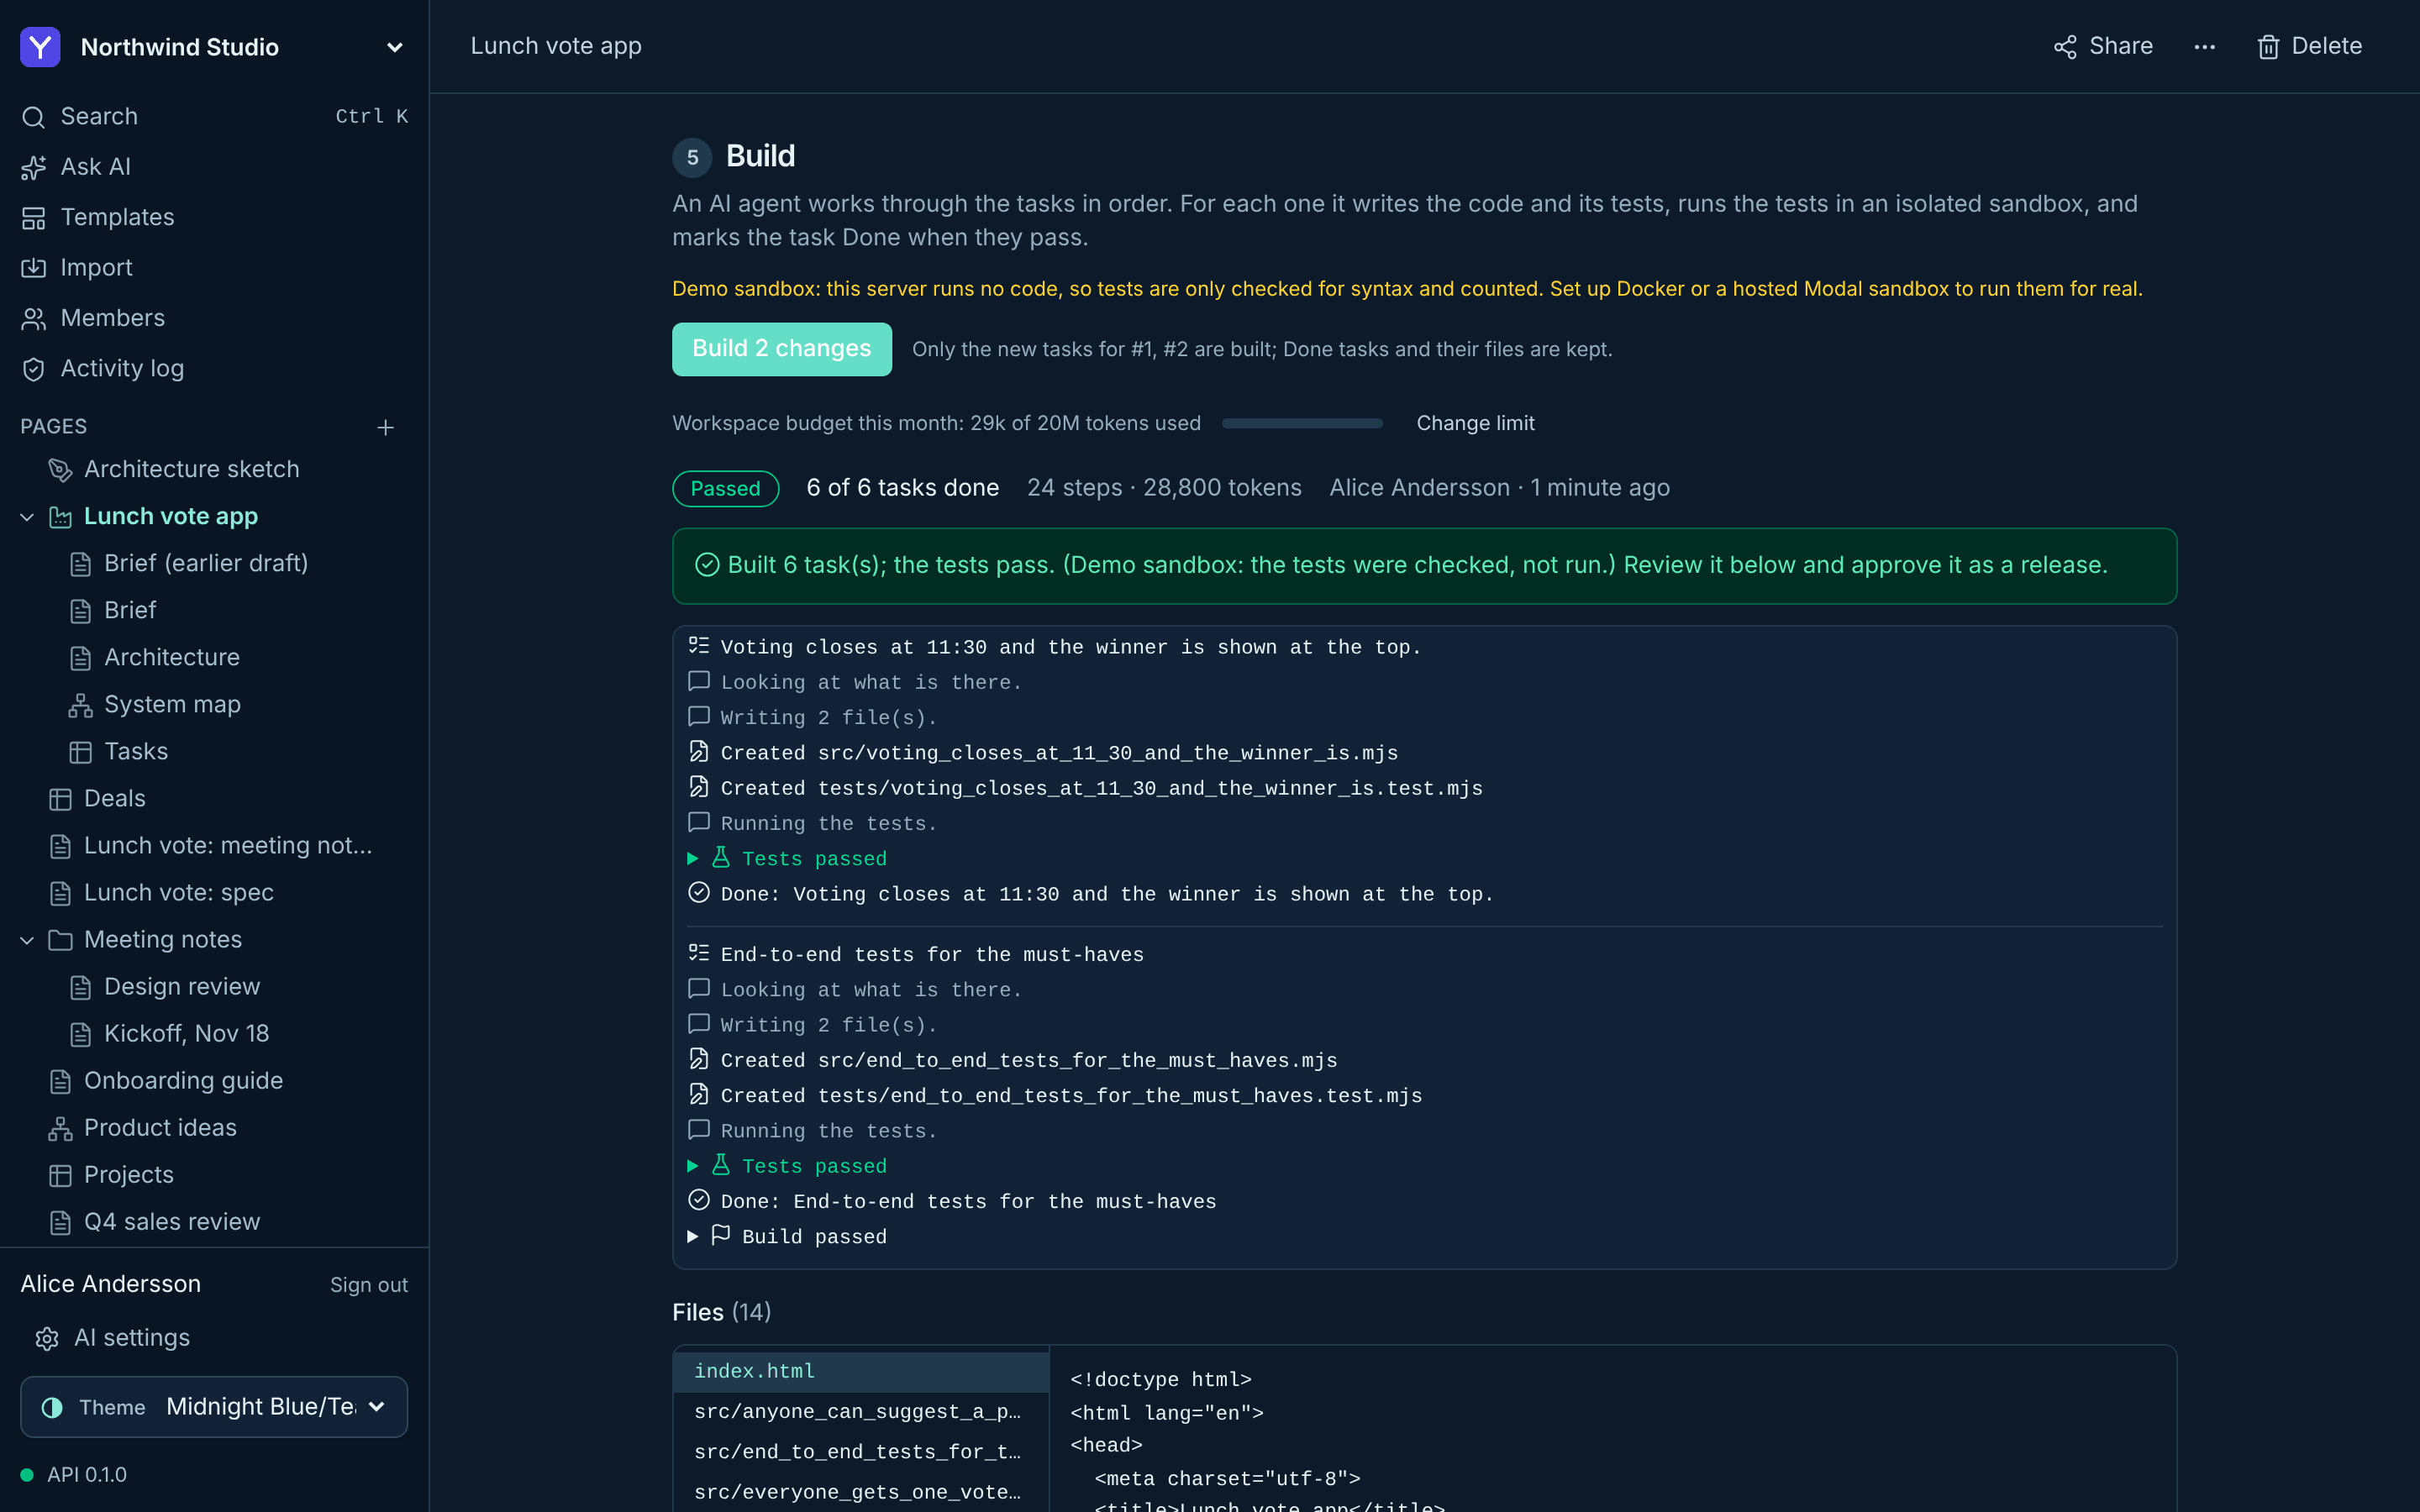 Northwind Studio
Search Ctrl K
Ask AI
Templates
Import
Members
Activity log
PAGES
Architecture sketch
Lunch vote app
Brief (earlier draft)
Brief
Architecture
System map
Tasks
Deals
Lunch vote: meeting not...
Lunch vote: spec
Meeting notes
Design review
Kickoff, Nov 18
Onboarding guide
Product ideas
Projects
Q4 sales review
Alice Andersson Sign out
AI settings
Theme Midnight Blue/Te
API 0.1.0
Lunch vote app
Share
Delete
5 Build
An AI agent works through the tasks in order. For each one it writes the code and its tests, runs the tests in an isolated sandbox, and
marks the task Done when they pass.
Demo sandbox: this server runs no code, so tests are only checked for syntax and counted. Set up Docker or a hosted Modal sandbox to run them for real.
Build 2 changes Only the new tasks for #1, #2 are built; Done tasks and their files are kept.
Workspace budget this month: 29k of 20M tokens used Change limit
Passed 6 of 6 tasks done 24 steps · 28,800 tokens Alice Andersson · 1 minute ago
Built 6 task(s); the tests pass. (Demo sandbox: the tests were checked, not run.) Review it below and approve it as a release.
Voting closes at 11:30 and the winner is shown at the top.
Looking at what is there.
Writing 2 file(s).
Created src/voting_closes_at_11_30_and_the_winner_is.mjs
Created tests/voting_closes_at_11_30_and_the_winner_is.test.mjs
Running the tests.
Tests passed
Done: Voting closes at 11:30 and the winner is shown at the top.
End-to-end tests for the must-haves
Looking at what is there.
Writing 2 file(s).
Created src/end_to_end_tests_for_the_must_haves.mjs
Created tests/end_to_end_tests_for_the_must_haves.test.mjs
Running the tests.
Tests passed
Done: End-to-end tests for the must-haves
Build passed
Files (14)
index.html
src/anyone_can_suggest_a_p...
src/end_to_end_tests_for_t...
src/everyone_gets_one_vote...
<!doctype html>
<html lang="en">
<head>
<meta charset="utf-8">
<title>Lunch vote app</title>